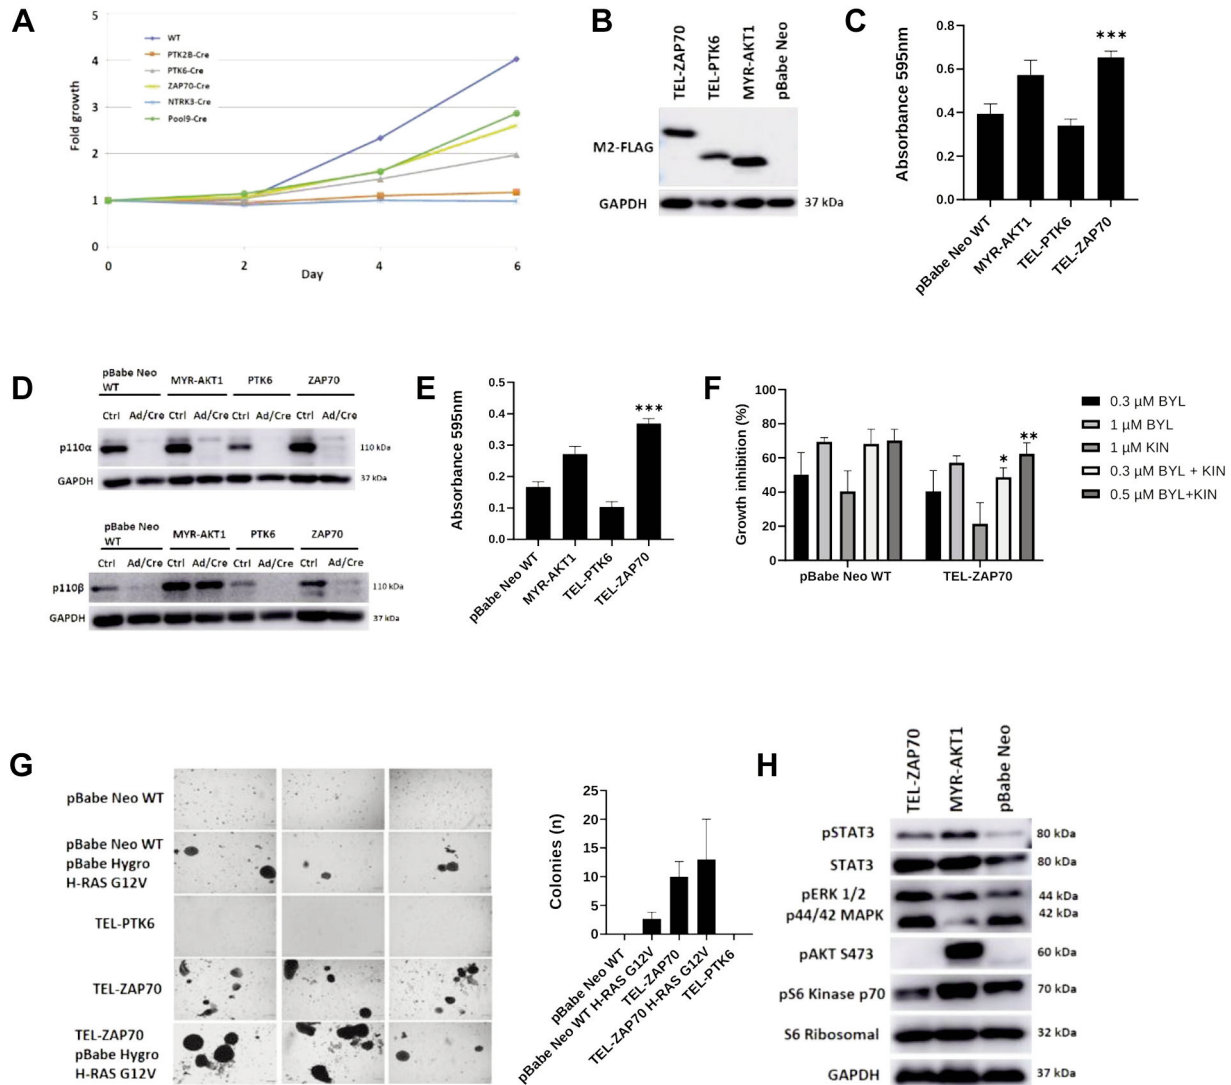 A
Fold growth
5
4
3
2
1
0
WT
PTK2B-Cre
PTK6-Cre
ZAP70-Cre
NTRK3-Cre
Pool9-Cre
0
2
4
6
Day
B
TEL-ZAP70
TEL-PTK6
MYR-AKT1
pBabe Neo
M2-FLAG
GAPDH
37 kDa
C
Absorbance 595nm
0.8
0.6
0.4
0.2
0.0
***
pBabe Neo WT
MYR-AKT1
TEL-PTK6
TEL-ZAP70
D
pBabe Neo
WT
MYR-AKT1
PTK6
ZAP70
Ctrl Ad/Cre Ctrl Ad/Cre Ctrl Ad/Cre Ctrl Ad/Cre
p110α
110 kDa
GAPDH
37 kDa
pBabe Neo
WT
MYR-AKT1
PTK6
ZAP70
Ctrl Ad/Cre Ctrl Ad/Cre Ctrl Ad/Cre Ctrl Ad/Cre
p110β
110 kDa
GAPDH
37 kDa
E
Absorbance 595nm
0.5
0.4
0.3
0.2
0.1
0.0
***
pBabe Neo WT
MYR-AKT1
TEL-PTK6
TEL-ZAP70
F
Growth inhibition (%)
100
80
60
40
20
0
*
**
pBabe Neo WT
TEL-ZAP70
0.3 µM BYL
1 µM BYL
1 µM KIN
0.3 µM BYL + KIN
0.5 µM BYL+KIN
G
pBabe Neo WT
pBabe Neo WT
pBabe Hygro
H-RAS G12V
TEL-PTK6
TEL-ZAP70
TEL-ZAP70
pBabe Hygro
H-RAS G12V
Colonies (n)
25
20
15
10
5
0
pBabe Neo WT
pBabe Neo WT H-RAS G12V
TEL-ZAP70
TEL-ZAP70 H-RAS G12V
TEL-PTK6
H
TEL-ZAP70
MYR-AKT1
pBabe Neo
pSTAT3
80 kDa
STAT3
80 kDa
pERK 1/2
44 kDa
p44/42 MAPK
42 kDa
pAKT S473
60 kDa
pS6 Kinase p70
70 kDa
S6 Ribosomal
32 kDa
GAPDH
37 kDa